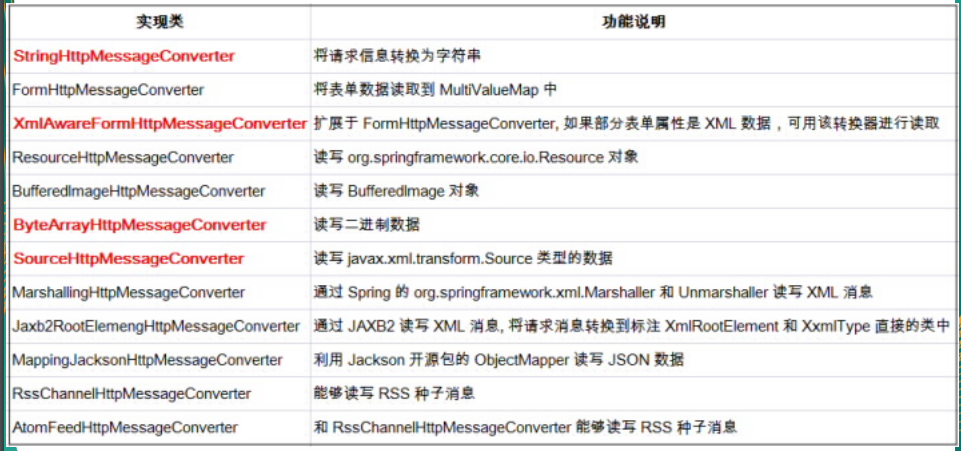 实现类 功能说明
StringHttpMessageConverter 将请求信息转换为字符串
FormHttpMessageConverter 将表单数据读取到 MultiValueMap 中
XmlAwareFormHttpMessageConverter 扩展于 FormHttpMessageConverter, 如果部分表单属性是 XML 数据，可用该转换器进行读取
ResourceHttpMessageConverter 读写 org.springframework.core.io.Resource 对象
BufferedImageHttpMessageConverter 读写 BufferedImage 对象
ByteArrayHttpMessageConverter 读写二进制数据
SourceHttpMessageConverter 读写 javax.xml.transform.Source 类型的数据
MarshallingHttpMessageConverter 通过 Spring 的 org.springframework.xml.Marshaller 和 Unmarshaller 读写 XML 消息
Jaxb2RootElemengHttpMessageConverter 通过 JAXB2 读写 XML 消息, 将请求消息转换到标注 XmlRootElement 和 XxmlType 直接的类中
MappingJacksonHttpMessageConverter 利用 Jackson 开源包的 ObjectMapper 读写 JSON 数据
RssChannelHttpMessageConverter 能够读写 RSS 种子消息
AtomFeedHttpMessageConverter 和 RssChannelHttpMessageConverter 能够读写 RSS 种子消息